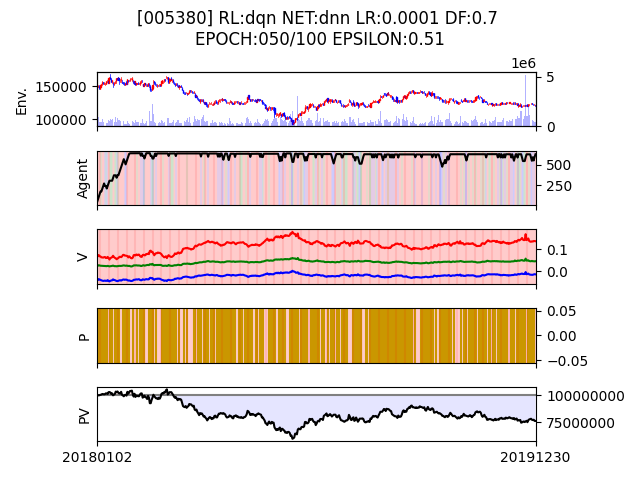 [005380] RL:dqn NET:dnn LR:0.0001 DF:0.7
EPOCH:050/100 EPSILON:0.51
1e6
Env.
150000
100000
5
0
Agent
500
250
V
0.1
0.0
P
0.05
0.00
−0.05
PV
100000000
75000000
20180102
20191230